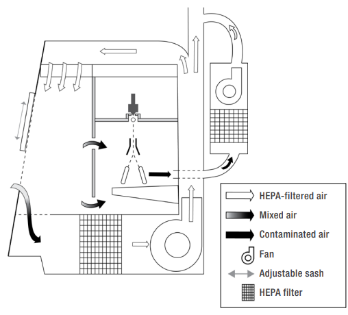 HEPA-filtered air
Mixed air
Contaminated air
Fan
Adjustable sash
HEPA filter